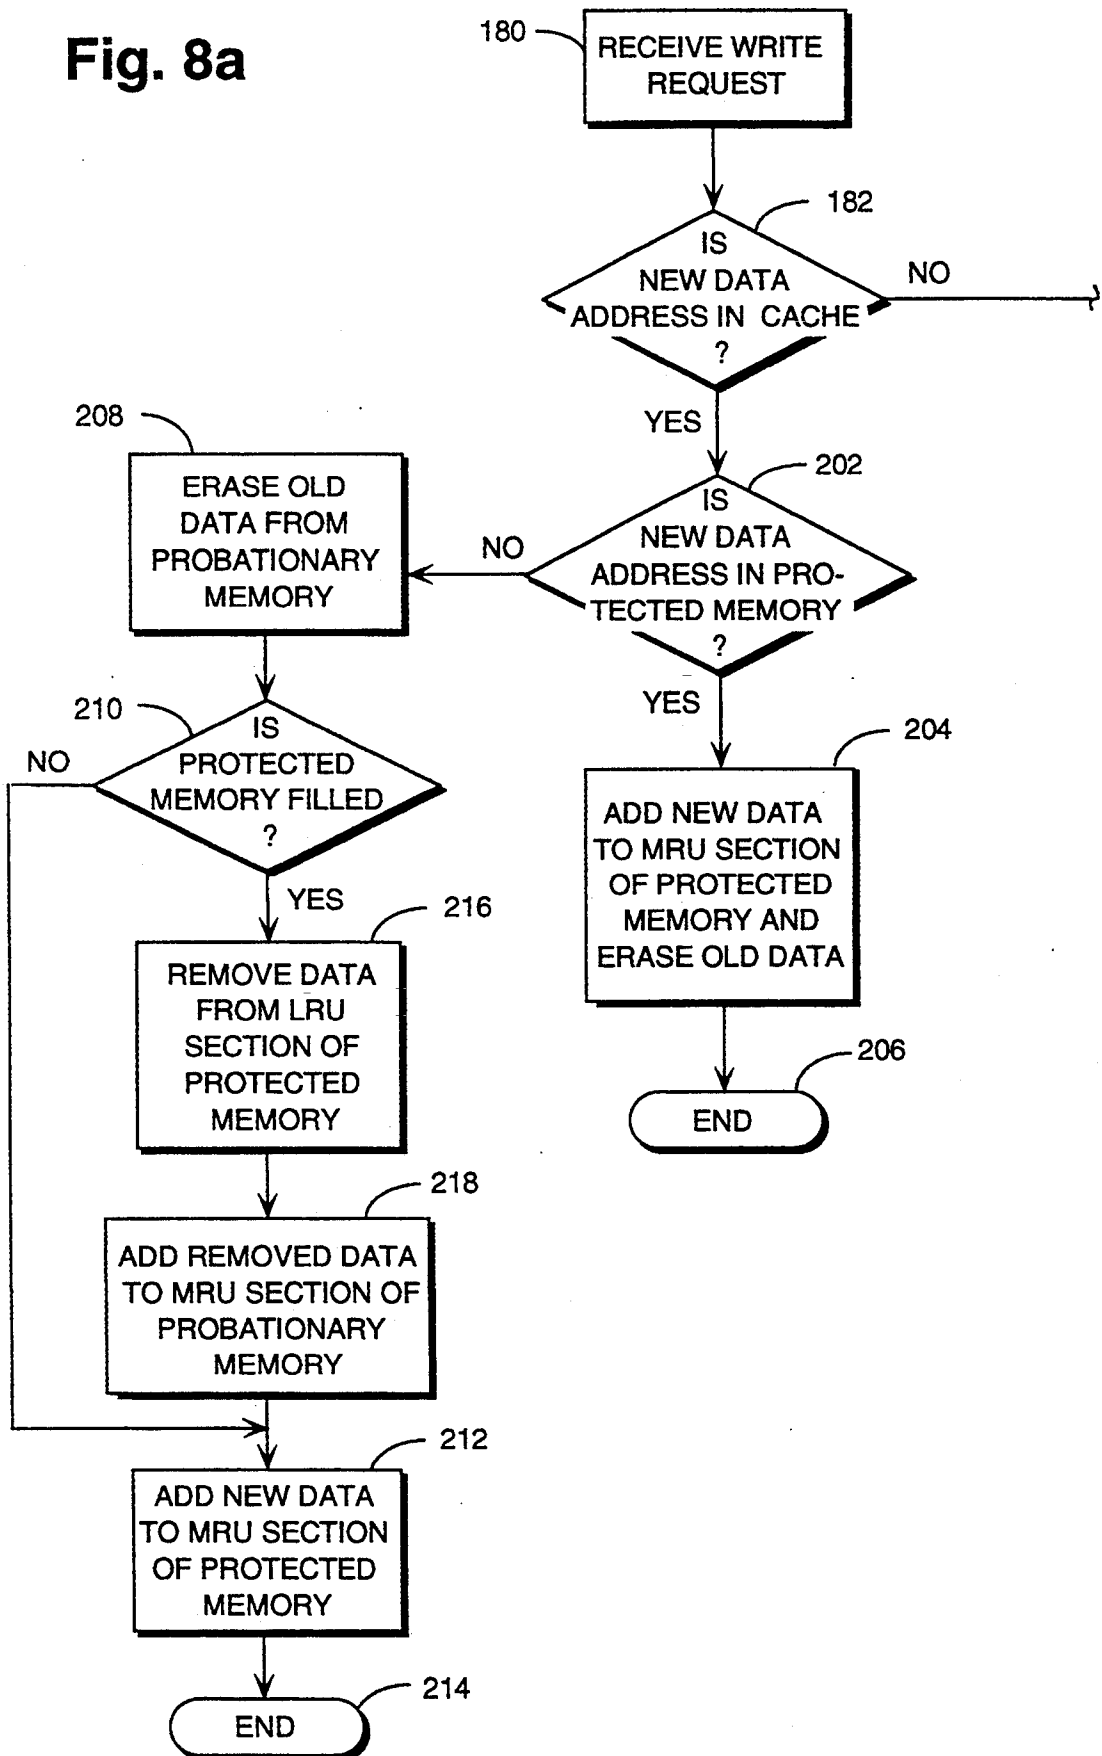 Fig. 8a
180
RECEIVE WRITE
REQUEST
182
IS
NEW DATA
ADDRESS IN CACHE
?
NO
YES
202
IS
NEW DATA
ADDRESS IN PRO-
TECTED MEMORY
?
NO
YES
208
ERASE OLD
DATA FROM
PROBATIONARY
MEMORY
210
IS
PROTECTED
MEMORY FILLED
?
NO
YES
204
ADD NEW DATA
TO MRU SECTION
OF PROTECTED
MEMORY AND
ERASE OLD DATA
206
END
216
REMOVE DATA
FROM LRU
SECTION OF
PROTECTED
MEMORY
218
ADD REMOVED DATA
TO MRU SECTION OF
PROBATIONARY
MEMORY
212
ADD NEW DATA
TO MRU SECTION
OF PROTECTED
MEMORY
214
END